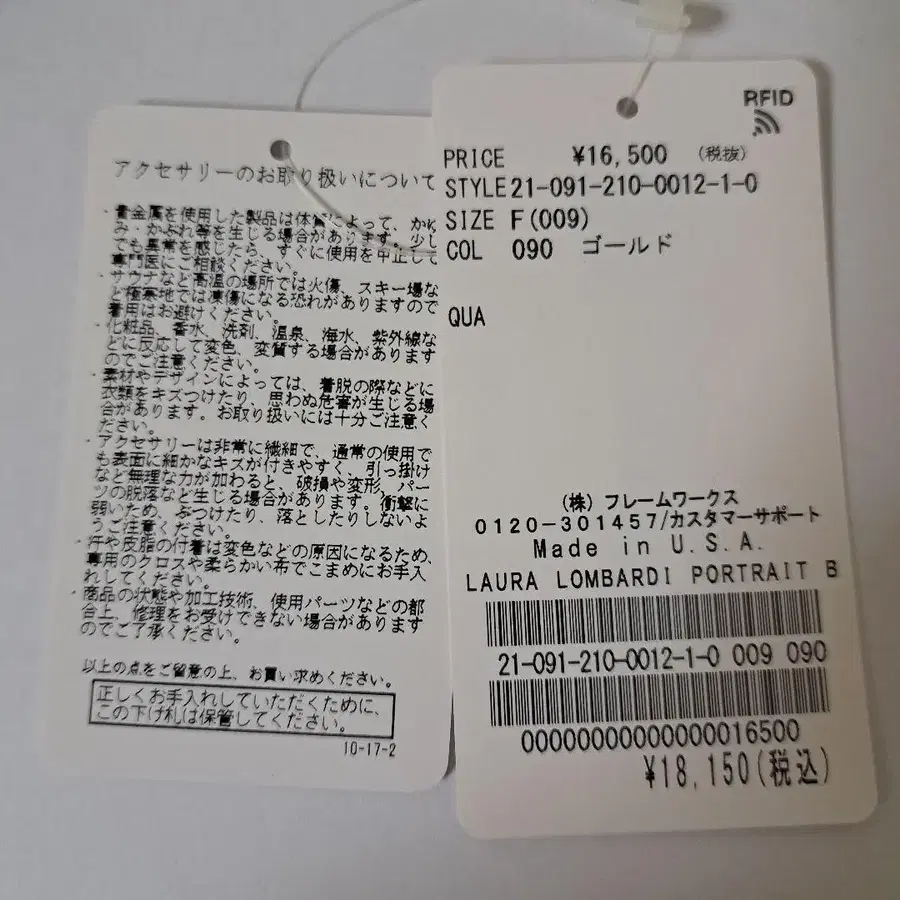 アクセサリーのお取り扱いについて
・貴金属を使用した製品は体質によって、かゆ
み・かぶれ等を生じる場合があります。少し
でも異常を感じたら、すぐに使用を中止して
専門医にご相談ください。
・サウナなど高温の場所では火傷、スキー場な
ど極寒地では凍傷になる恐れがありますので
着用はお避けください。
・化粧品、香水、洗剤、温泉、海水、紫外線な
どに反応して変色、変質する場合があります
のでご注意ください。
・素材やデザインによっては、着脱の際などに
衣類をキズつけたり、思わぬ危害が生じる場
合があります。お取り扱いには十分ご注意く
ださい。
・アクセサリーは非常に繊細で、通常の使用で
も表面に細かなキズが付きやすく、引っ掛け
など無理な力が加わると、破損や変形、パー
ツの脱落など生じる場合があります。衝撃に
弱いため、ぶつけたり、落としたりしないよ
うご注意ください。
・汗や皮脂の付着は変色などの原因になるため、
専用のクロスや柔らかい布でこまめにお手入
れしてください。
・商品の状態や加工技術、使用パーツなどの都
合上、修理をお受けできない場合があります
のでご了承ください。
以上の点をご留意の上、お買い求めください。
正しくお手入れしていただくために、
この下げ札は保管してください。
10-17-2
RFID
PRICE ¥16,500 (税抜)
STYLE 21-091-210-0012-1-0
SIZE F(009)
COL 090 ゴールド
QUA
(株) フレームワークス
0120-301457/カスタマーサポート
Made in U.S.A.
LAURA LOMBARDI PORTRAIT B
21-091-210-0012-1-0 009 090
00000000000000016500
¥18,150(税込)